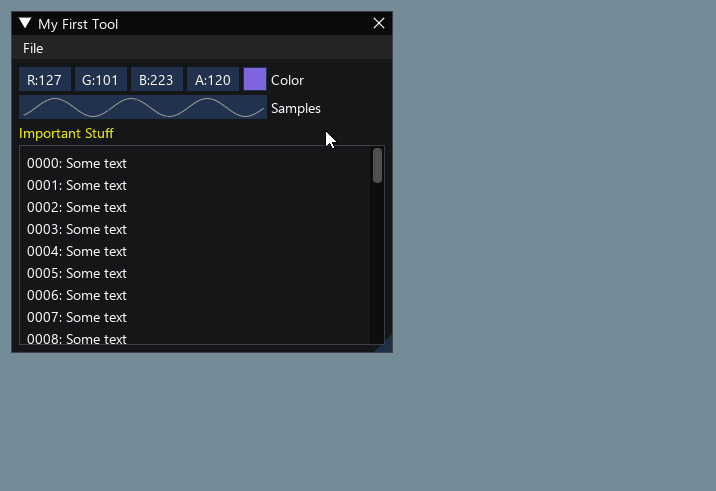 My First Tool
File
R:127 G:101 B:223 A:120 Color
Samples
Important Stuff
0000: Some text
0001: Some text
0002: Some text
0003: Some text
0004: Some text
0005: Some text
0006: Some text
0007: Some text
0008: Some text